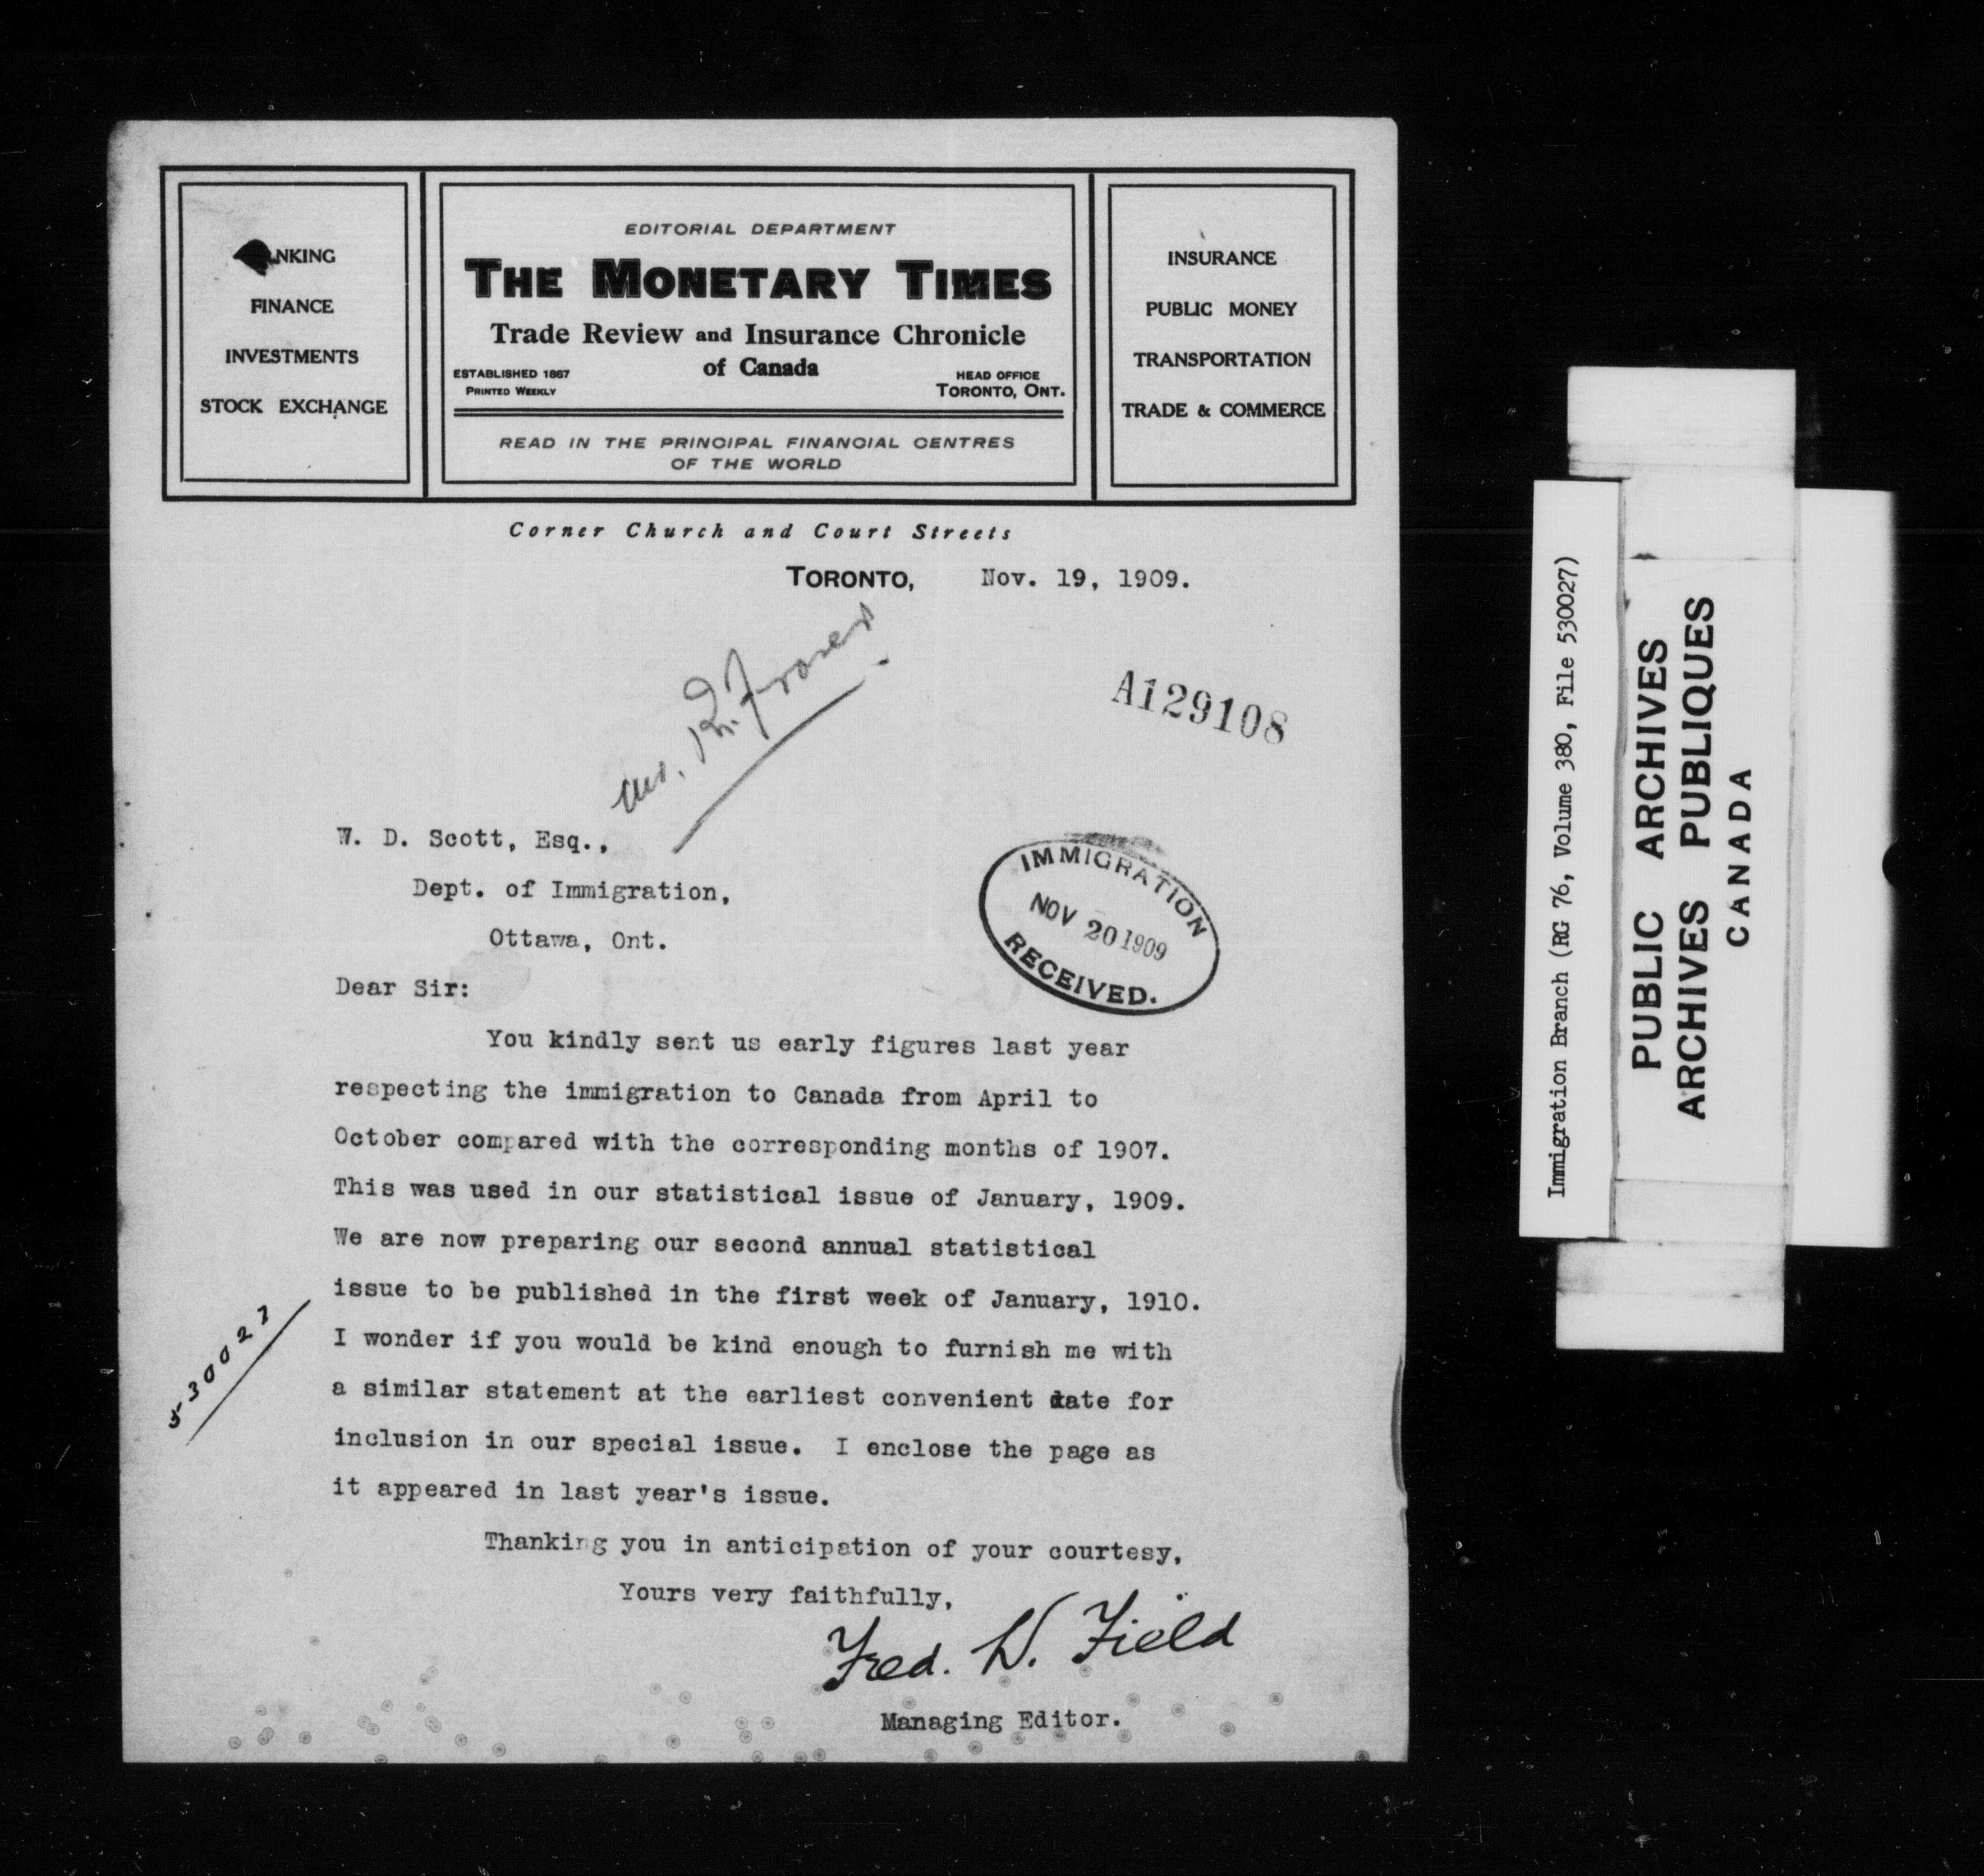 NKING
FINANCE
INVESTMENTS
STOCK EXCHANGE
EDITORIAL DEPARTMENT
THE MONETARY TIMES
Trade Review and Insurance Chronicle
of Canada
ESTABLISHED 1867
PRINTED WEEKLY
HEAD OFFICE
TORONTO, ONT.
READ IN THE PRINCIPAL FINANCIAL CENTRES
OF THE WORLD
INSURANCE
PUBLIC MONEY
TRANSPORTATION
TRADE & COMMERCE
Corner Church and Court Streets
TORONTO, Nov. 19, 1909.
A129108
W. D. Scott, Esq.,
Dept. of Immigration,
Ottawa, Ont.
IMMIGRATION
NOV 20 1909
RECEIVED.
Dear Sir:
You kindly sent us early figures last year
respecting the immigration to Canada from April to
October compared with the corresponding months of 1907.
This was used in our statistical issue of January, 1909.
We are now preparing our second annual statistical
issue to be published in the first week of January, 1910.
I wonder if you would be kind enough to furnish me with
a similar statement at the earliest convenient date for
inclusion in our special issue. I enclose the page as
it appeared in last year's issue.
Thanking you in anticipation of your courtesy,
Yours very faithfully,
Fred. W. Field
Managing Editor.
530027
Immigration Branch (RG 76, Volume 380, File 530027)
PUBLIC ARCHIVES
ARCHIVES PUBLIQUES
CANADA